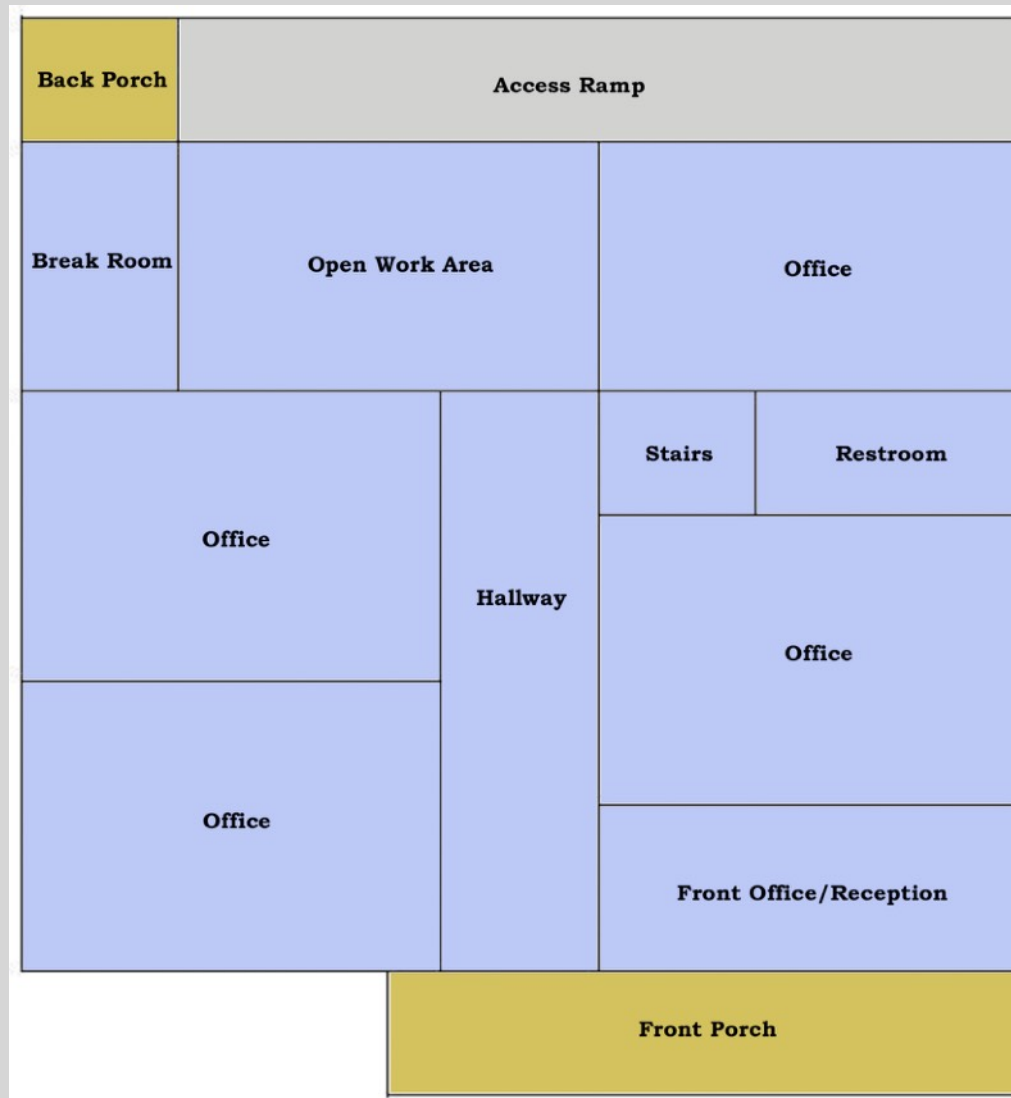 Back Porch
Access Ramp
Break Room
Open Work Area
Office
Stairs
Restroom
Office
Hallway
Office
Office
Front Office/Reception
Front Porch